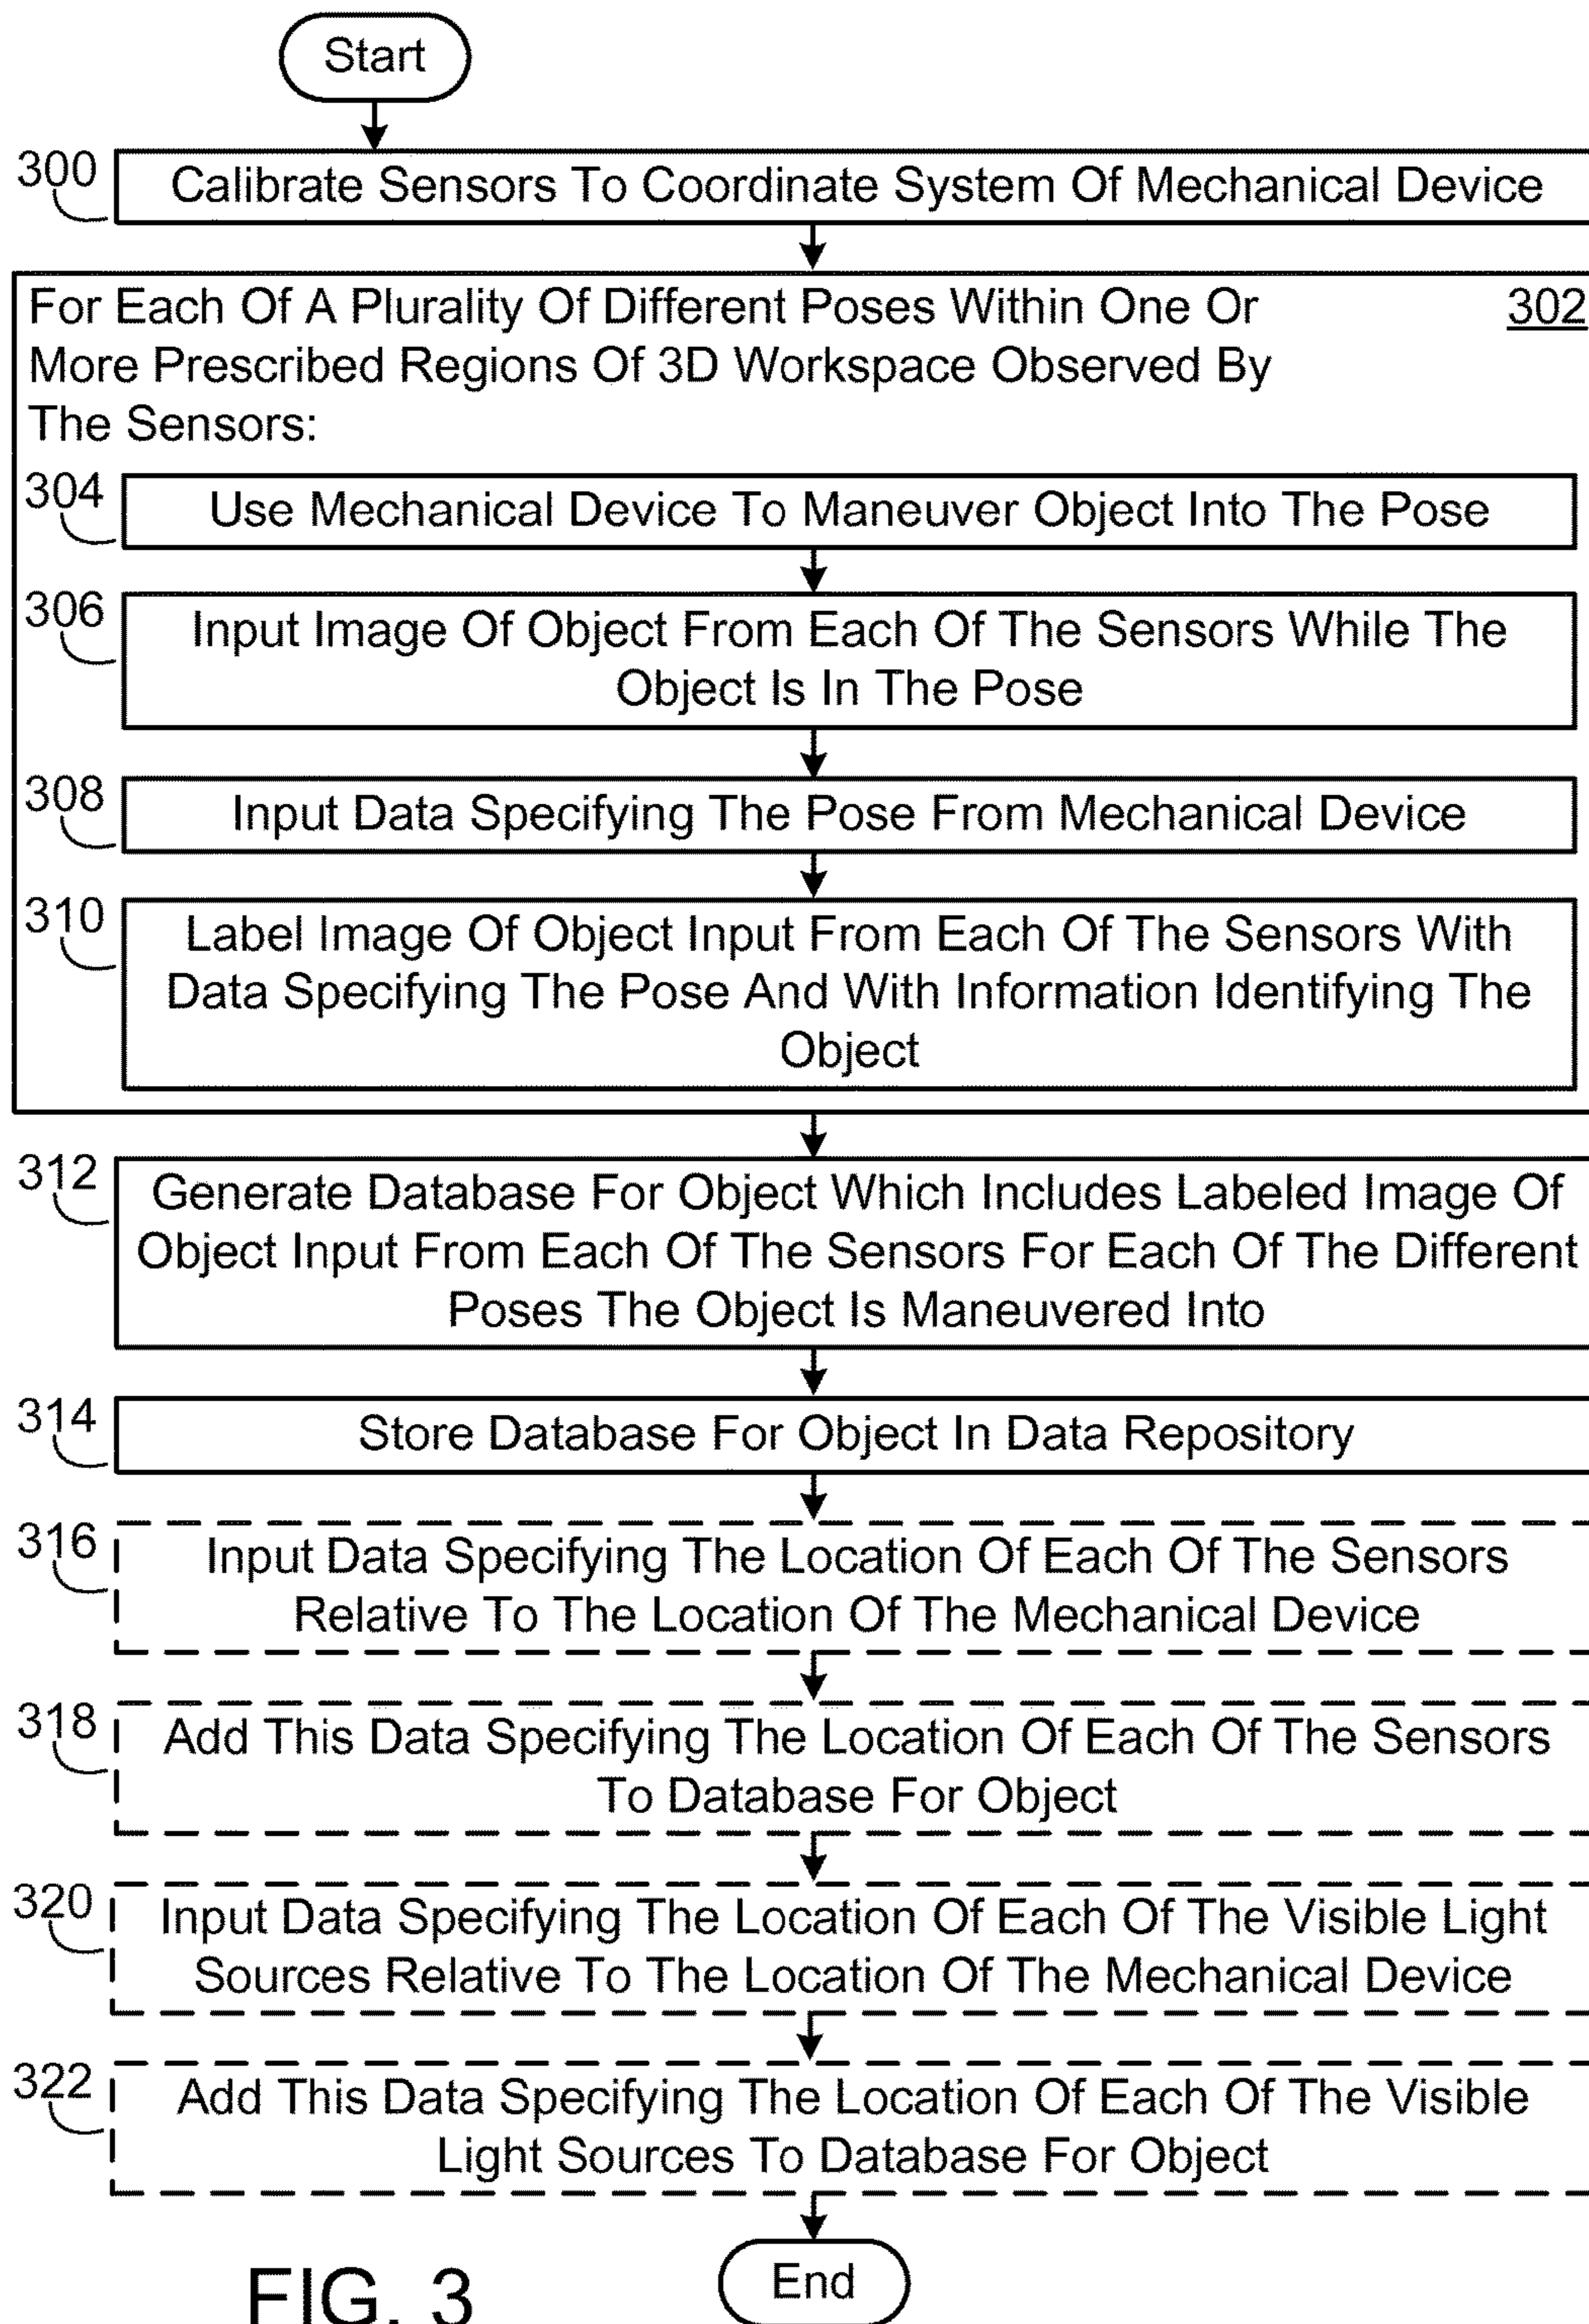 Start
300
Calibrate Sensors To Coordinate System Of Mechanical Device
For Each Of A Plurality Of Different Poses Within One Or
302
More Prescribed Regions Of 3D Workspace Observed By
The Sensors:
304
Use Mechanical Device To Maneuver Object Into The Pose
306
Input Image Of Object From Each Of The Sensors While The
Object Is In The Pose
308
Input Data Specifying The Pose From Mechanical Device
310
Label Image Of Object Input From Each Of The Sensors With
Data Specifying The Pose And With Information Identifying The
Object
312
Generate Database For Object Which Includes Labeled Image Of
Object Input From Each Of The Sensors For Each Of The Different
Poses The Object Is Maneuvered Into
314
Store Database For Object In Data Repository
316
Input Data Specifying The Location Of Each Of The Sensors
Relative To The Location Of The Mechanical Device
318
Add This Data Specifying The Location Of Each Of The Sensors
To Database For Object
320
Input Data Specifying The Location Of Each Of The Visible Light
Sources Relative To The Location Of The Mechanical Device
322
Add This Data Specifying The Location Of Each Of The Visible
Light Sources To Database For Object
End
FIG. 3